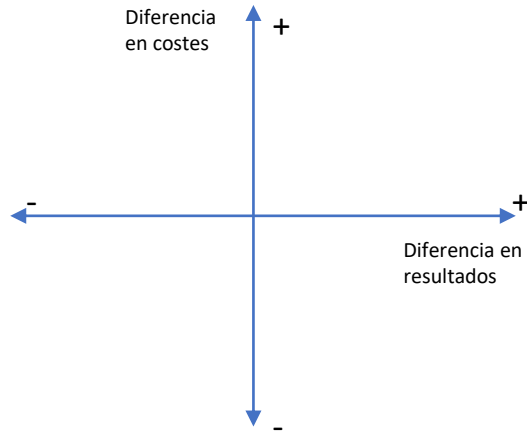 Diferencia
en costes
+
-
+
Diferencia en
resultados
-